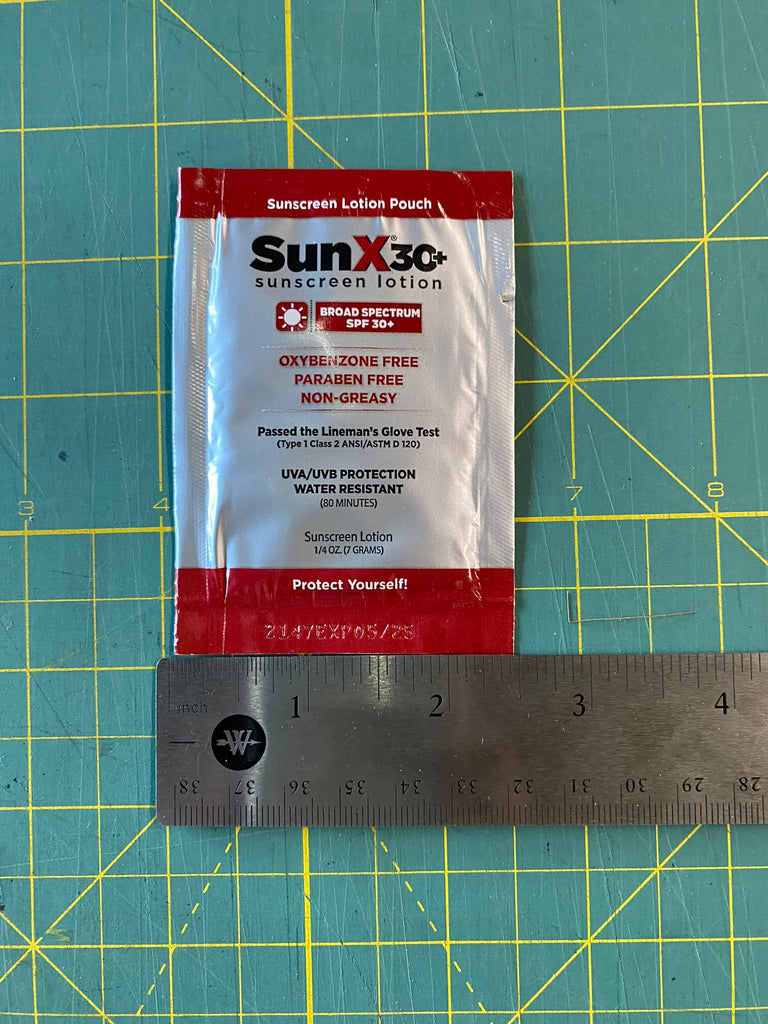 Sunscreen Lotion Pouch
SunX®30+
sunscreen lotion
BROAD SPECTRUM
SPF 30+
OXYBENZONE FREE
PARABEN FREE
NON-GREASY
Passed the Lineman's Glove Test
(Type 1 Class 2 ANSI/ASTM D 120)
UVA/UVB PROTECTION
WATER RESISTANT
(80 MINUTES)
Sunscreen Lotion
1/4 OZ. (7 GRAMS)
Protect Yourself!
2147EXP05/25
3 4 7 8
inch 1 2 3 4
W
38 37 36 35 34 33 32 31 30 29 28